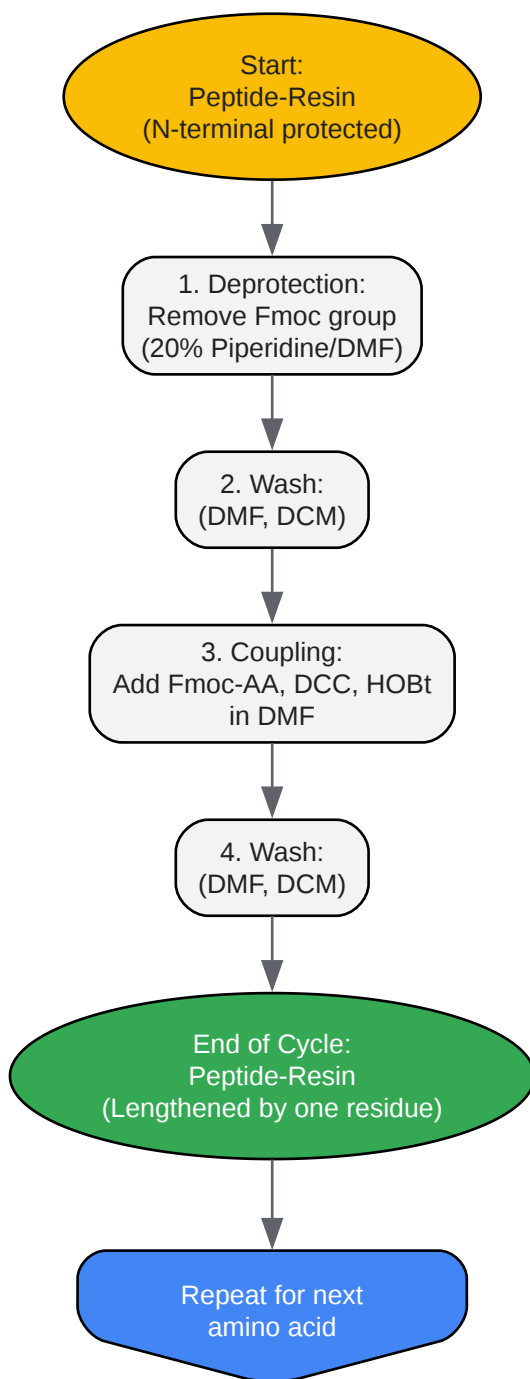 Start:
Peptide-Resin
(N-terminal protected)
1. Deprotection:
Remove Fmoc group
(20% Piperidine/DMF)
2. Wash:
(DMF, DCM)
3. Coupling:
Add Fmoc-AA, DCC, HOBt
in DMF
4. Wash:
(DMF, DCM)
End of Cycle:
Peptide-Resin
(Lengthened by one residue)
Repeat for next
amino acid